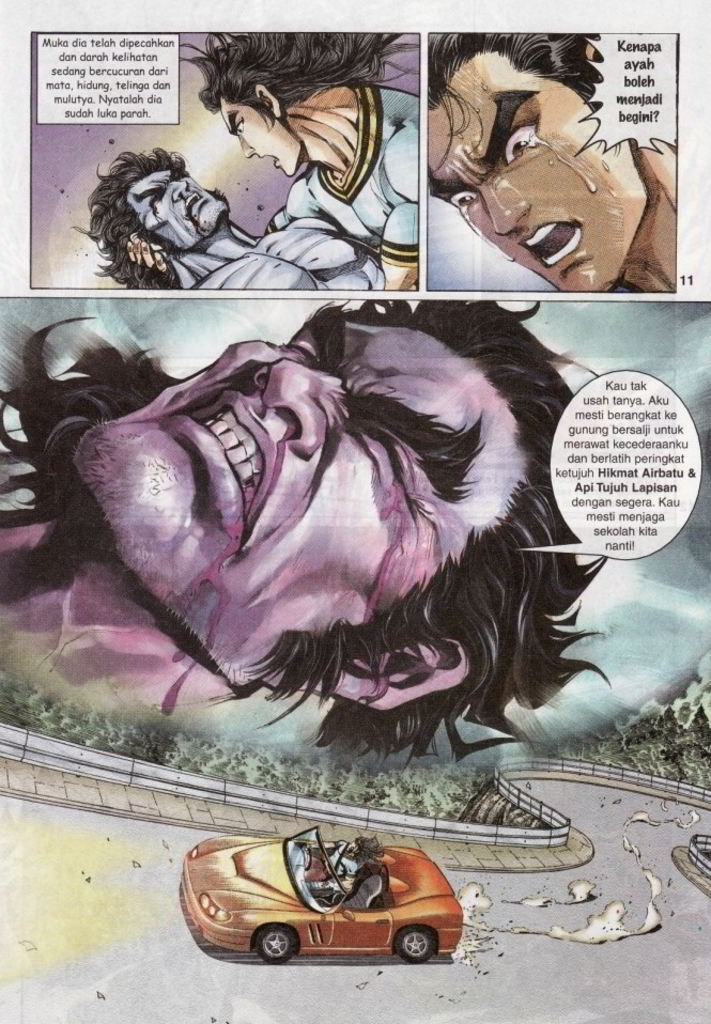 Muka dia telah dipecahkan
dan darah kelihatan
sedang bercucuran dari
mata, hidung, telinga dan
mulutya. Nyatalah dia
sudah luka parah.
Kenapa
ayah
boleh
menjadi
begini?
11
Kau tak
usah tanya. Aku
mesti berangkat ke
gunung bersalji untuk
merawat kecederaanku
dan berlatih peringkat
ketujuh Hikmat Airbatu &
Api Tujuh Lapisan
dengan segera. Kau
mesti menjaga
sekolah kita
nanti!